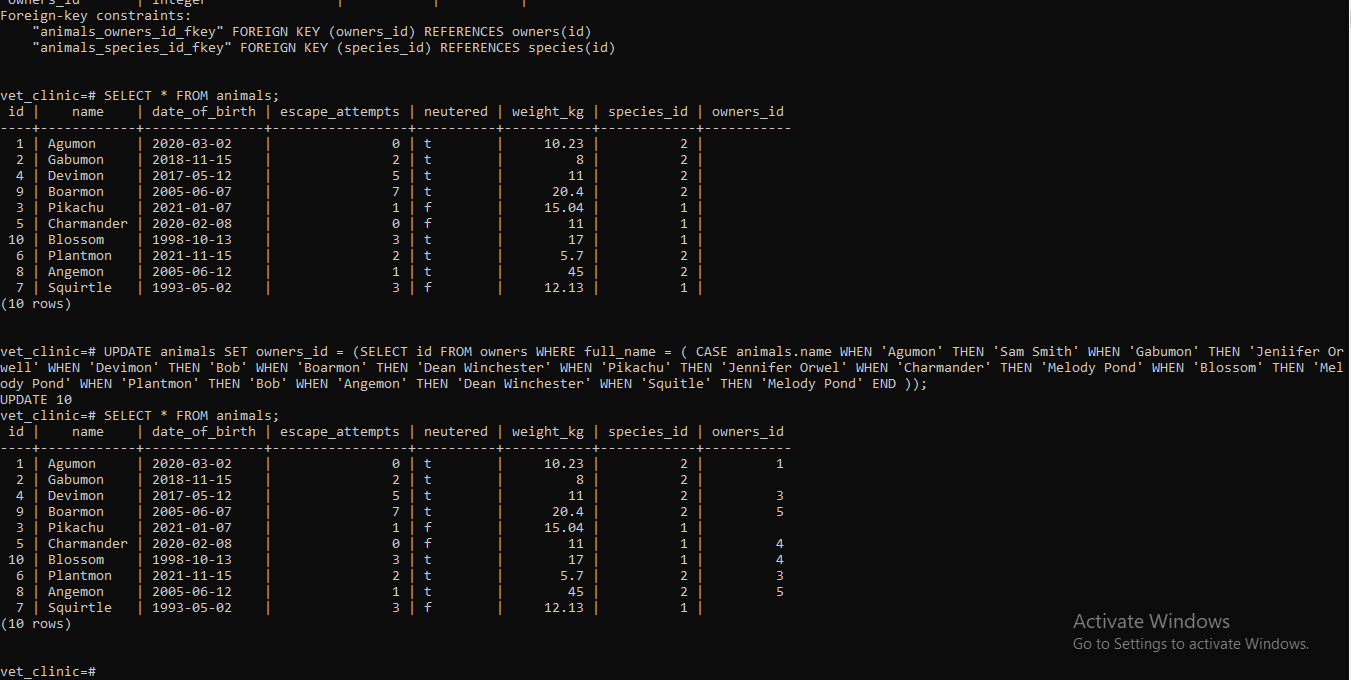 owners_id | integer | | |
Foreign-key constraints:
    "animals_owners_id_fkey" FOREIGN KEY (owners_id) REFERENCES owners(id)
    "animals_species_id_fkey" FOREIGN KEY (species_id) REFERENCES species(id)
vet_clinic=# SELECT * FROM animals;
 id |    name    | date_of_birth | escape_attempts | neutered | weight_kg | species_id | owners_id
----+------------+---------------+-----------------+----------+-----------+------------+-----------
  1 | Agumon     | 2020-03-02    |               0 | t        |     10.23 |          2 |
  2 | Gabumon    | 2018-11-15    |               2 | t        |         8 |          2 |
  4 | Devimon    | 2017-05-12    |               5 | t        |        11 |          2 |
  9 | Boarmon    | 2005-06-07    |               7 | t        |      20.4 |          2 |
  3 | Pikachu    | 2021-01-07    |               1 | f        |     15.04 |          1 |
  5 | Charmander | 2020-02-08    |               0 | f        |        11 |          1 |
 10 | Blossom    | 1998-10-13    |               3 | t        |        17 |          1 |
  6 | Plantmon   | 2021-11-15    |               2 | t        |       5.7 |          2 |
  8 | Angemon    | 2005-06-12    |               1 | t        |        45 |          2 |
  7 | Squirtle   | 1993-05-02    |               3 | f        |     12.13 |          1 |
(10 rows)
vet_clinic=# UPDATE animals SET owners_id = (SELECT id FROM owners WHERE full_name = ( CASE animals.name WHEN 'Agumon' THEN 'Sam Smith' WHEN 'Gabumon' THEN 'Jeniifer Or
well' WHEN 'Devimon' THEN 'Bob' WHEN 'Boarmon' THEN 'Dean Winchester' WHEN 'Pikachu' THEN 'Jennifer Orwel' WHEN 'Charmander' THEN 'Melody Pond' WHEN 'Blossom' THEN 'Mel
ody Pond' WHEN 'Plantmon' THEN 'Bob' WHEN 'Angemon' THEN 'Dean Winchester' WHEN 'Squitle' THEN 'Melody Pond' END ));
UPDATE 10
vet_clinic=# SELECT * FROM animals;
 id |    name    | date_of_birth | escape_attempts | neutered | weight_kg | species_id | owners_id
----+------------+---------------+-----------------+----------+-----------+------------+-----------
  1 | Agumon     | 2020-03-02    |               0 | t        |     10.23 |          2 |         1
  2 | Gabumon    | 2018-11-15    |               2 | t        |         8 |          2 |
  4 | Devimon    | 2017-05-12    |               5 | t        |        11 |          2 |         3
  9 | Boarmon    | 2005-06-07    |               7 | t        |      20.4 |          2 |         5
  3 | Pikachu    | 2021-01-07    |               1 | f        |     15.04 |          1 |
  5 | Charmander | 2020-02-08    |               0 | f        |        11 |          1 |         4
 10 | Blossom    | 1998-10-13    |               3 | t        |        17 |          1 |         4
  6 | Plantmon   | 2021-11-15    |               2 | t        |       5.7 |          2 |         3
  8 | Angemon    | 2005-06-12    |               1 | t        |        45 |          2 |         5
  7 | Squirtle   | 1993-05-02    |               3 | f        |     12.13 |          1 |
(10 rows)
Activate Windows
Go to Settings to activate Windows.
vet_clinic=#